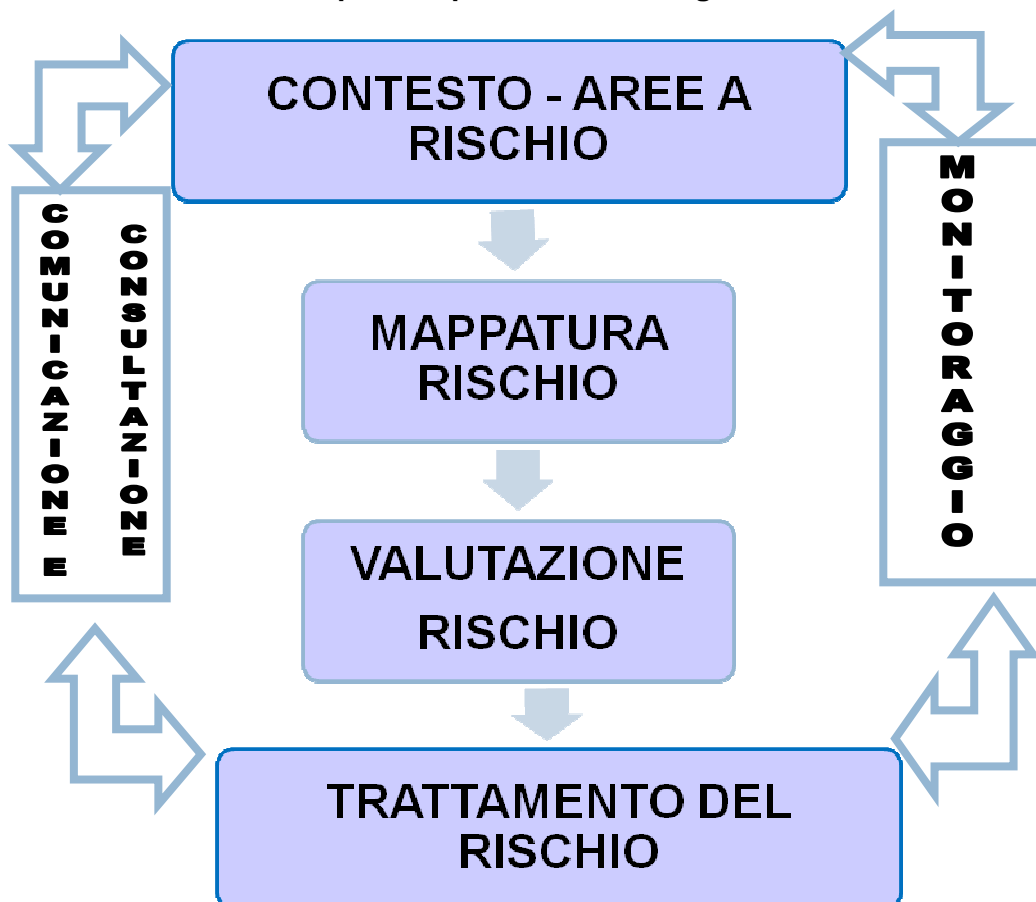 CONTESTO - AREE A
RISCHIO
COMUNICAZIONE E
CONSULTAZIONE
MONITORAGGIO
MAPPATURA
RISCHIO
VALUTAZIONE
RISCHIO
TRATTAMENTO DEL
RISCHIO